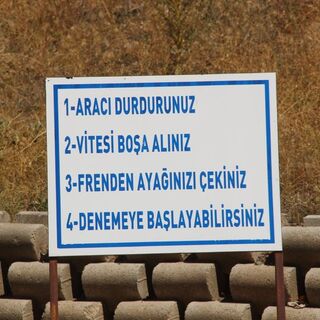 1-ARACI DURDURUNUZ
2-VİTESİ BOŞA ALINIZ
3-FRENDEN AYAĞINIZI ÇEKİNİZ
4-DENEMEYE BAŞLAYABİLİRSİNİZ